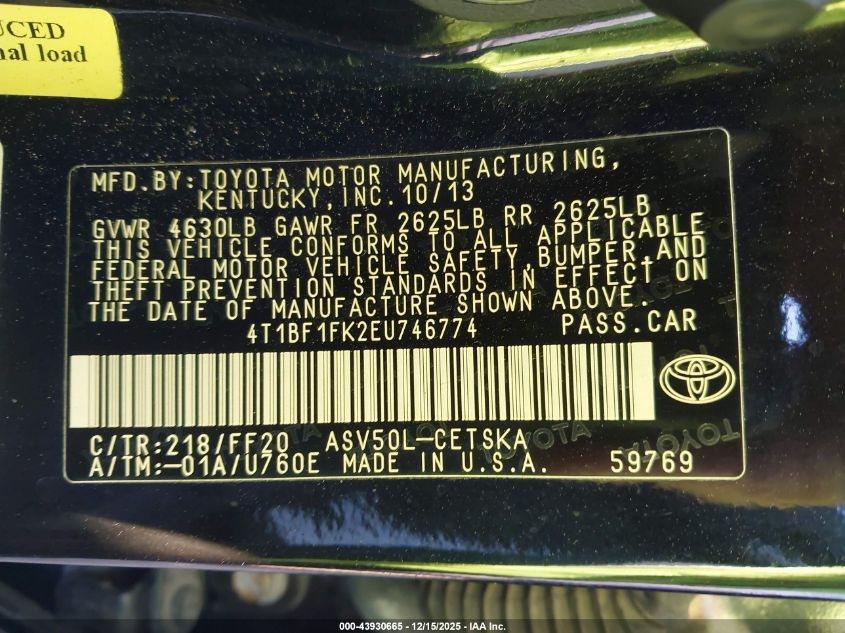 UCED
nal load
MFD.BY:TOYOTA MOTOR MANUFACTURING,
KENTUCKY,INC.10/13
GVWR 4630LB GAWR FR 2625LB RR 2625LB
THIS VEHICLE CONFORMS TO ALL APPLICABLE
FEDERAL MOTOR VEHICLE SAFETY,BUMPER,AND
THEFT PREVENTION STANDARDS IN EFFECT ON
THE DATE OF MANUFACTURE SHOWN ABOVE.
4T1BF1FK2EU746774 PASS.CAR
C/TR:218/FF20 ASV50L-CETSKA
A/TM:-01A/U760E MADE IN U.S.A. 59769
000-43930665 - 12/15/2025 - IAA Inc.